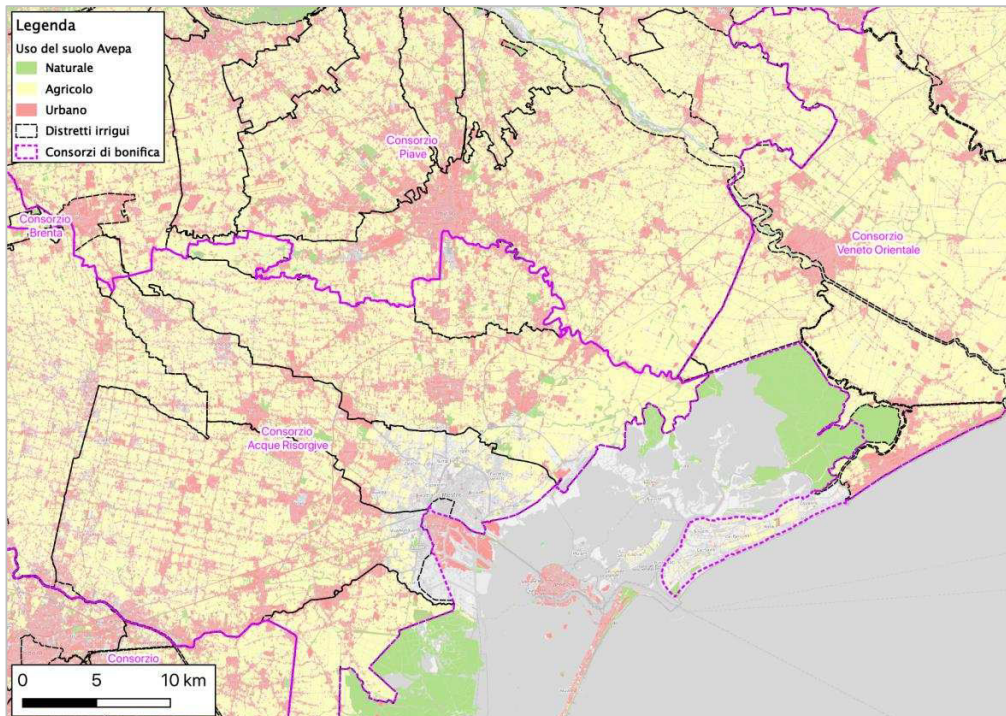 Legenda
Uso del suolo Avepa
Naturale
Agricolo
Urbano
Distretti irrigui
Consorzi di bonifica
Consorzio
Piave
Consorzio
Brenta
Consorzio
Veneto Orientale
Consorzio
Acque Risorgive
Consorzio
0 5 10 km